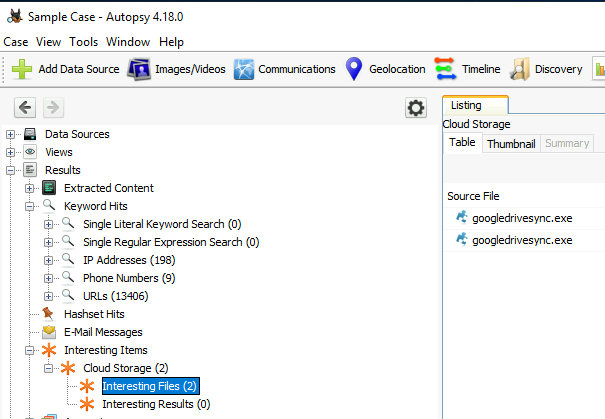 Sample Case - Autopsy 4.18.0
Case View Tools Window Help
Add Data Source Images/Videos Communications Geolocation Timeline Discovery
Listing
Cloud Storage
Table Thumbnail Summary
Source File
googledrivesync.exe
googledrivesync.exe
Data Sources
Views
Results
Extracted Content
Keyword Hits
Single Literal Keyword Search (0)
Single Regular Expression Search (0)
IP Addresses (198)
Phone Numbers (9)
URLs (13406)
Hashset Hits
E-Mail Messages
Interesting Items
Cloud Storage (2)
Interesting Files (2)
Interesting Results (0)